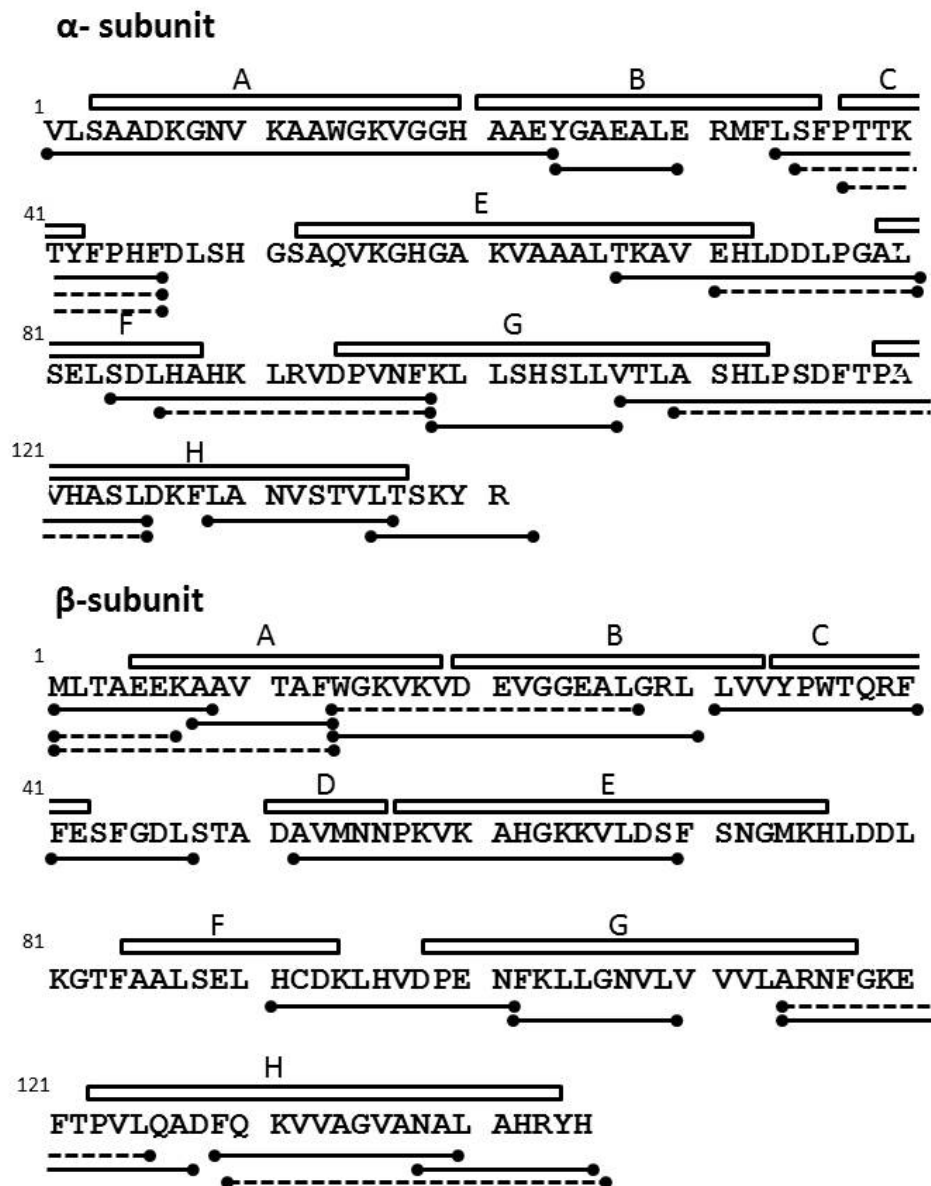 α- subunit
A B C
1
VLSAADKGNV KAAWGKVGGH AAEYGAEALE RMFLSFPTTK
41
E
TYFPHFDLSH GSAQVKGHGA KVAAALTKAV EHLDDLPGAL
81
F G
SELSDLHAHK LRVDPVNFKL LSHSLLVTLA SHLPSDFTPA
121
H
VHASLDKFLA NVSTVLTSKY R
β-subunit
A B C
1
MLTAEEKAAV TAFWGKVKVD EVGGEALGRL LVVYPWTQRF
41
D E
FESFGDLSTA DAVMNNPKVK AHGKKVLDSF SNGMKHLDDL
81
F G
KGTFAALSEL HCDKLHVDPE NFKLLGNVLV VVLARNFGKE
121
H
FTPVLQADFQ KVVAGVANAL AHRYH